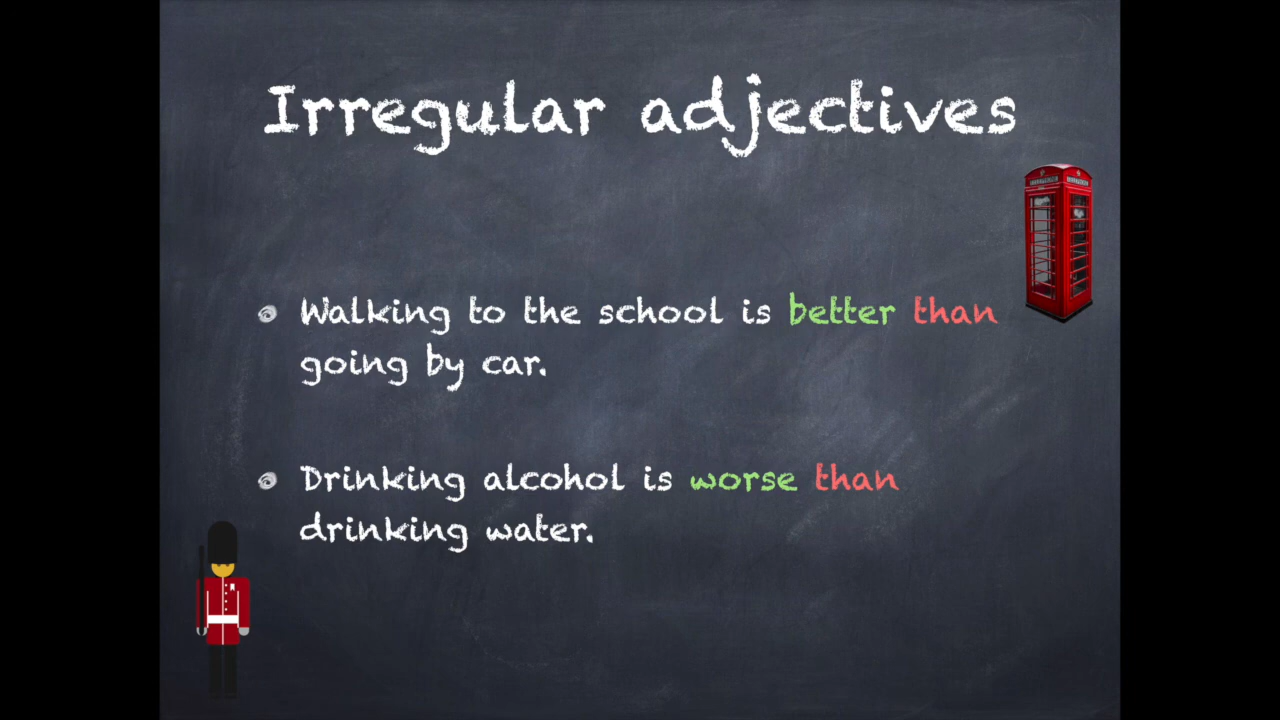 Irregular adjectives
Walking to the school is better than
going by car.
Drinking alcohol is worse than
drinking water.